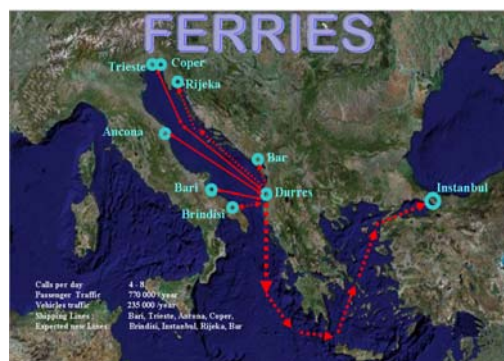 FERRIES
Trieste
Coper
Rijeka
Ancona
Bar
Bari
Durres
Instanbul
Brindisi
Calls per day 4 - 8
Passenger Traffic 770 000 /year
Vehicles traffic 235 000 /year
Shipping Lines : Bari, Trieste, Ancona, Coper,
Expected new Lines: Brindisi, Instanbul, Rijeka, Bar